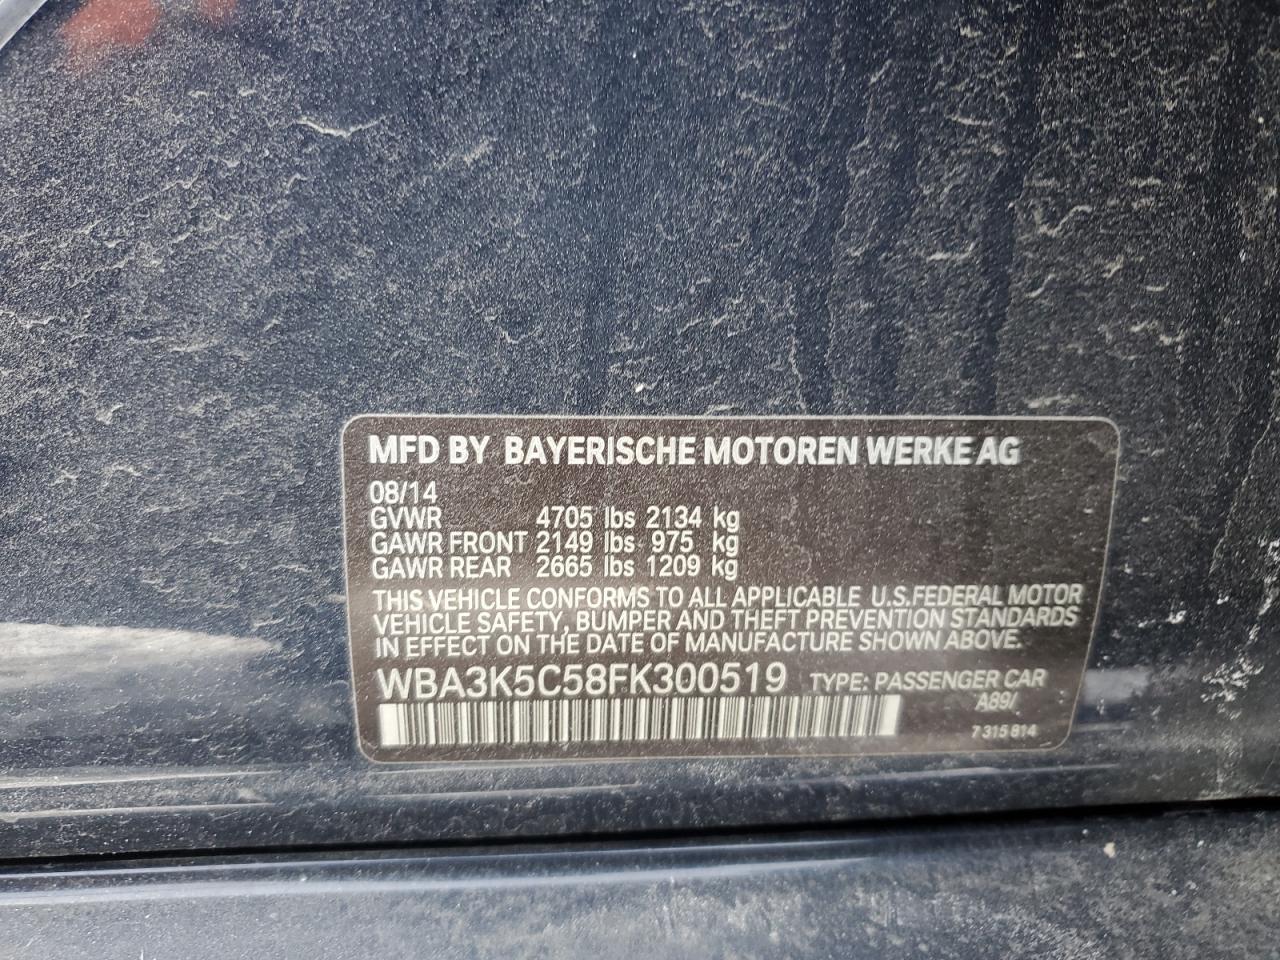 MFD BY BAYERISCHE MOTOREN WERKE AG
08/14
GVWR 4705 lbs 2134 kg
GAWR FRONT 2149 lbs 975 kg
GAWR REAR 2665 lbs 1209 kg
THIS VEHICLE CONFORMS TO ALL APPLICABLE U.S.FEDERAL MOTOR
VEHICLE SAFETY, BUMPER AND THEFT PREVENTION STANDARDS
IN EFFECT ON THE DATE OF MANUFACTURE SHOWN ABOVE.
WBA3K5C58FK300519 TYPE: PASSENGER CAR
A89/
7 315 814